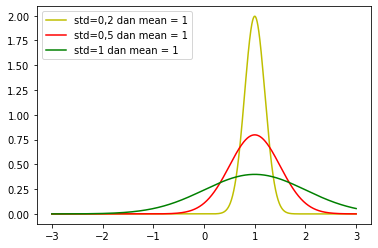 2.00
1.75
1.50
1.25
1.00
0.75
0.50
0.25
0.00
std=0,2 dan mean = 1
std=0,5 dan mean = 1
std=1 dan mean = 1
−3 −2 −1 0 1 2 3